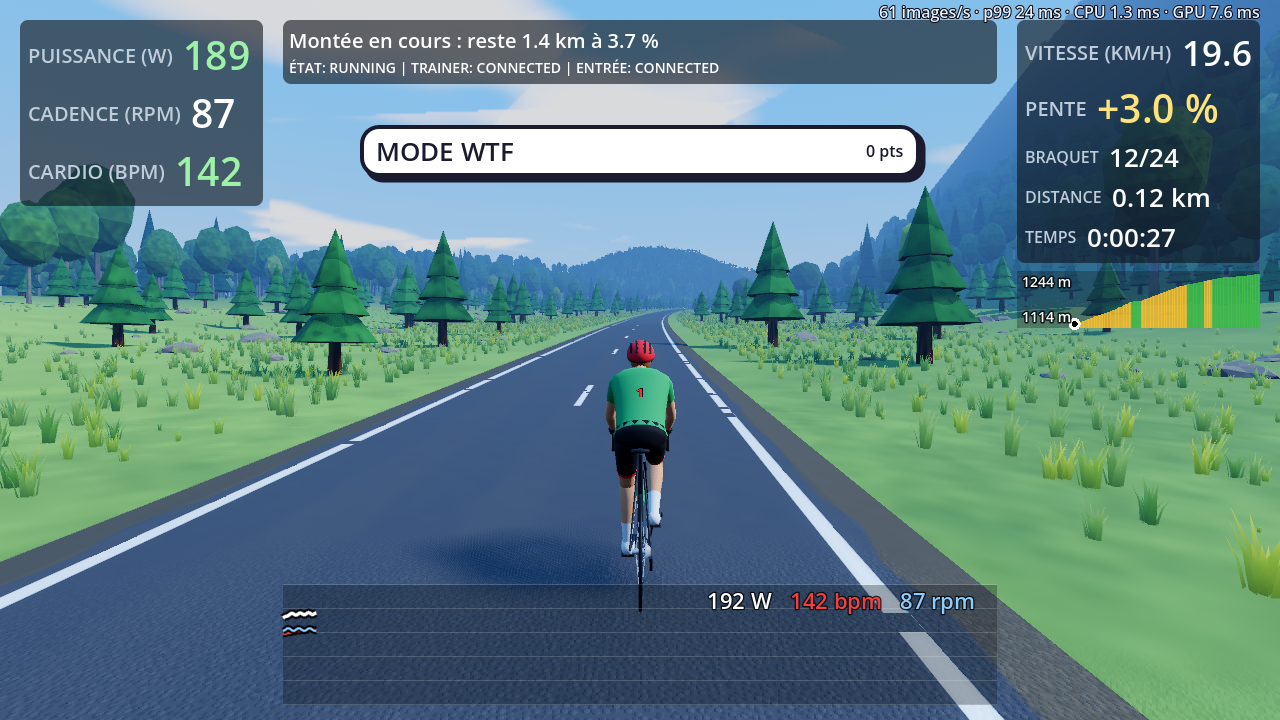 61 images/s · p99 24 ms · CPU 1.3 ms · GPU 7.6 ms
PUISSANCE (W) 189
CADENCE (RPM) 87
CARDIO (BPM) 142
Montée en cours : reste 1.4 km à 3.7 %
ÉTAT: RUNNING | TRAINER: CONNECTED | ENTRÉE: CONNECTED
MODE WTF 0 pts
VITESSE (KM/H) 19.6
PENTE +3.0 %
BRAQUET 12/24
DISTANCE 0.12 km
TEMPS 0:00:27
1244 m
1114 m
1
192 W 142 bpm 87 rpm